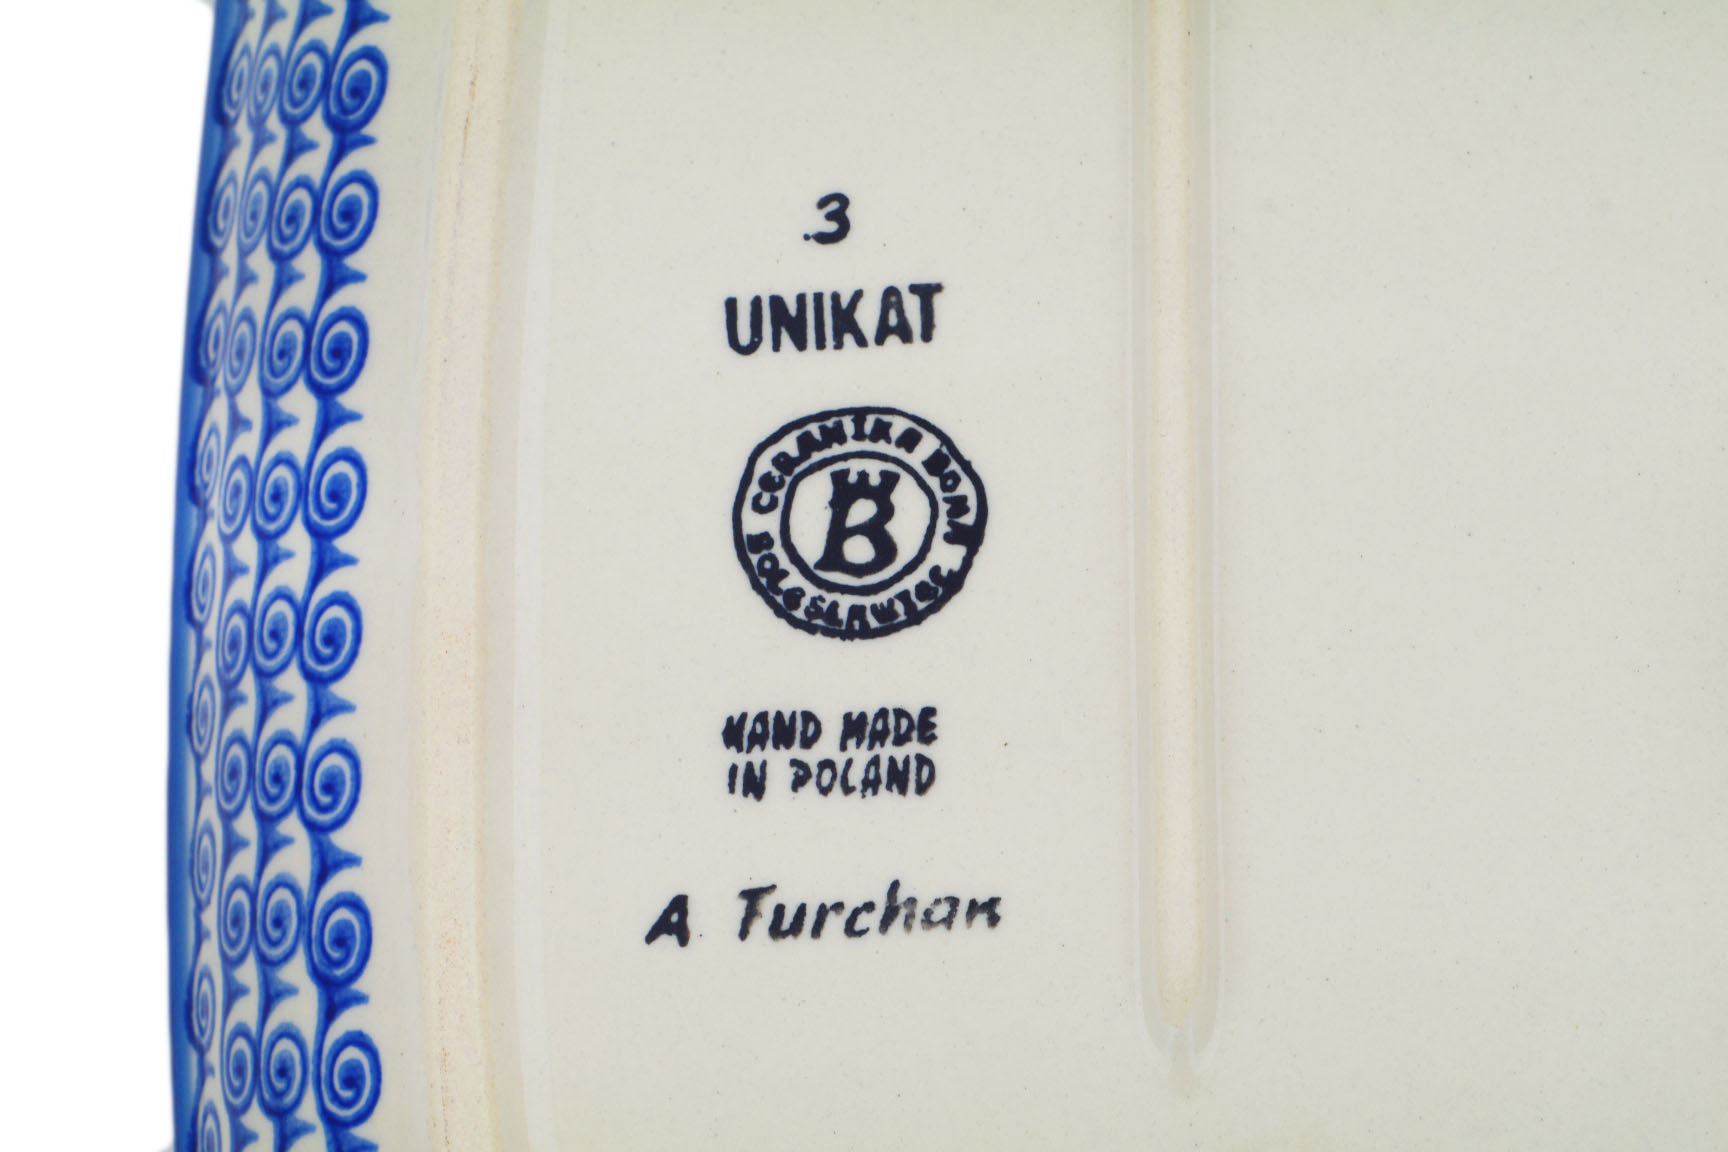 3
UNIKAT
CERAMIKA BONA
B
BOLESŁAWIEC
HAND MADE
IN POLAND
A Turchan